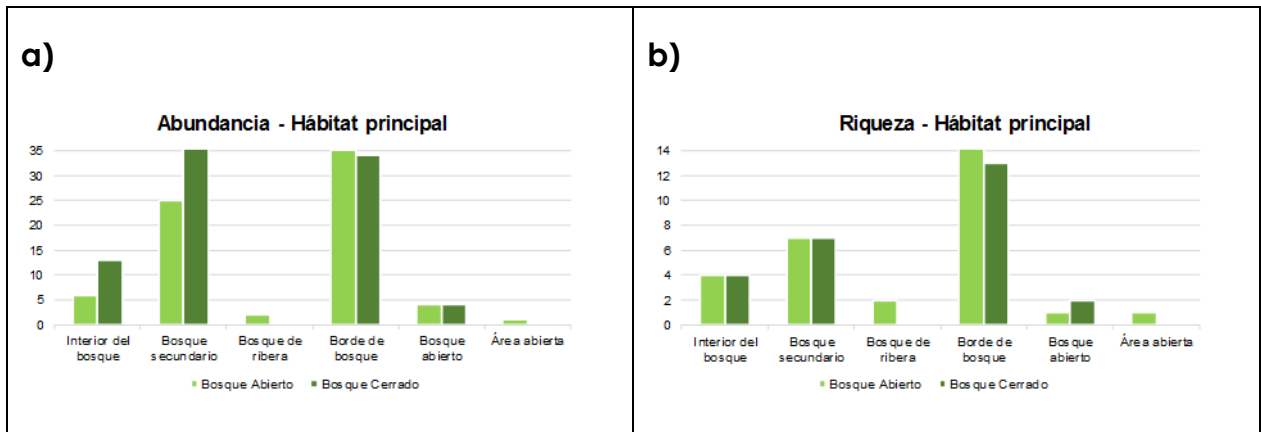 a)
Abundancia - Hábitat principal
35
30
25
20
15
10
5
0
Interior del bosque
Bosque secundario
Bosque de ribera
Borde de bosque
Bosque abierto
Área abierta
Bosque Abierto
Bosque Cerrado
b)
Riqueza - Hábitat principal
14
12
10
8
6
4
2
0
Interior del bosque
Bosque secundario
Bosque de ribera
Borde de bosque
Bosque abierto
Área abierta
Bosque Abierto
Bosque Cerrado